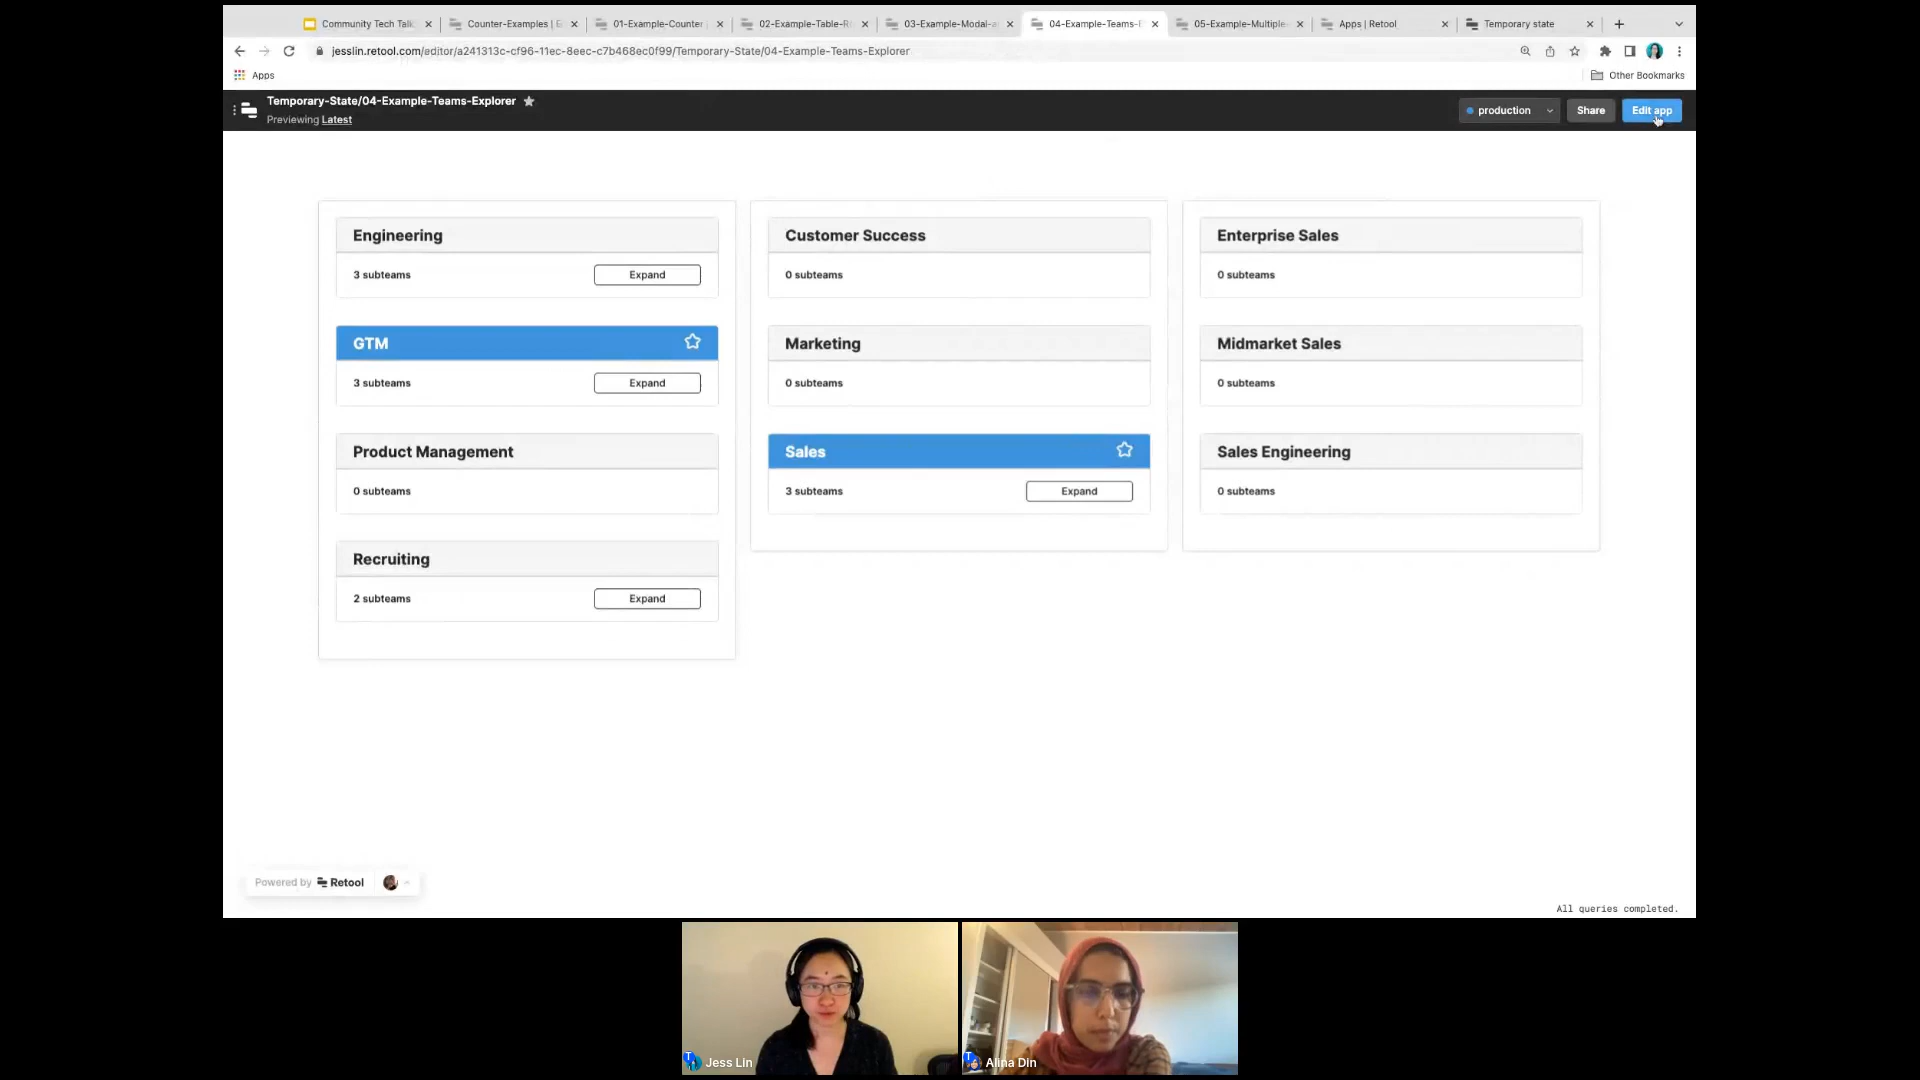 Community Tech Talk
Counter-Examples | E
01-Example-Counter
02-Example-Table-R
03-Example-Modal-a
04-Example-Teams-E
05-Example-Multiple-
Apps | Retool
Temporary state
jesslin.retool.com/editor/a241313c-cf96-11ec-8eec-c7b468ec0f99/Temporary-State/04-Example-Teams-Explorer
Apps
Other Bookmarks
Temporary-State/04-Example-Teams-Explorer
Previewing Latest
production
Share
Edit app
Engineering
3 subteams
Expand
GTM
3 subteams
Expand
Product Management
0 subteams
Recruiting
2 subteams
Expand
Customer Success
0 subteams
Marketing
0 subteams
Sales
3 subteams
Expand
Enterprise Sales
0 subteams
Midmarket Sales
0 subteams
Sales Engineering
0 subteams
Powered by Retool
All queries completed.
Jess Lin
Alina Din